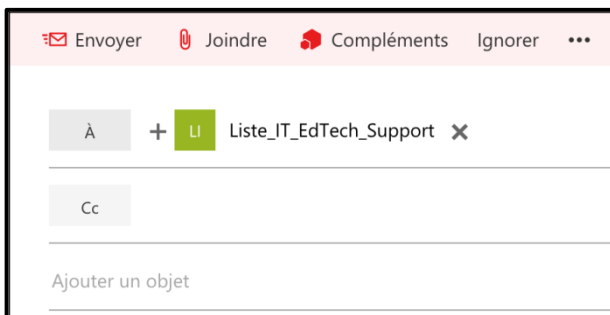 Envoyer Joindre Compléments Ignorer •••
À + LI Liste_IT_EdTech_Support ×
Cc
Ajouter un objet